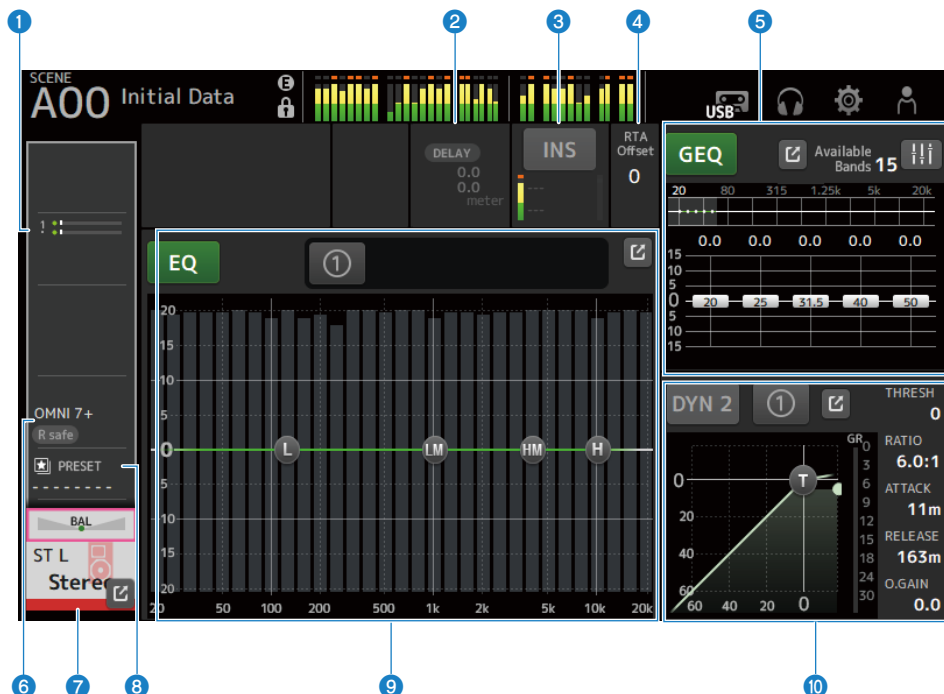 1 2 3 4 5
SCENE
A00 Initial Data
E
USB
DELAY
0.0
0.0
meter
INS
---
---
RTA
Offset
0
GEQ
Available
Bands 15
20 80 315 1.25k 5k 20k
0.0 0.0 0.0 0.0 0.0
15
10
5
0 20 25 31.5 40 50
5
10
15
1
EQ
1
20
15
10
5
0 L LM HM H
5
10
15
20
20 50 100 200 500 1k 2k 5k 10k 20k
OMNI 7+
R safe
PRESET
--------
BAL
ST L
Stereo
DYN 2
1
THRESH
0
RATIO
6.0:1
ATTACK
11m
RELEASE
163m
O.GAIN
0.0
GR
0
3
6
9
12
15
18
24
30
T
0
20
40
60
60 40 20 0
6 7 8 9 10